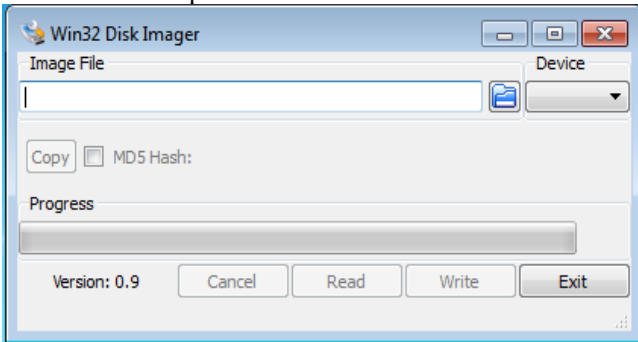 Win32 Disk Imager
Image File Device
Copy MD5 Hash:
Progress
Version: 0.9 Cancel Read Write Exit